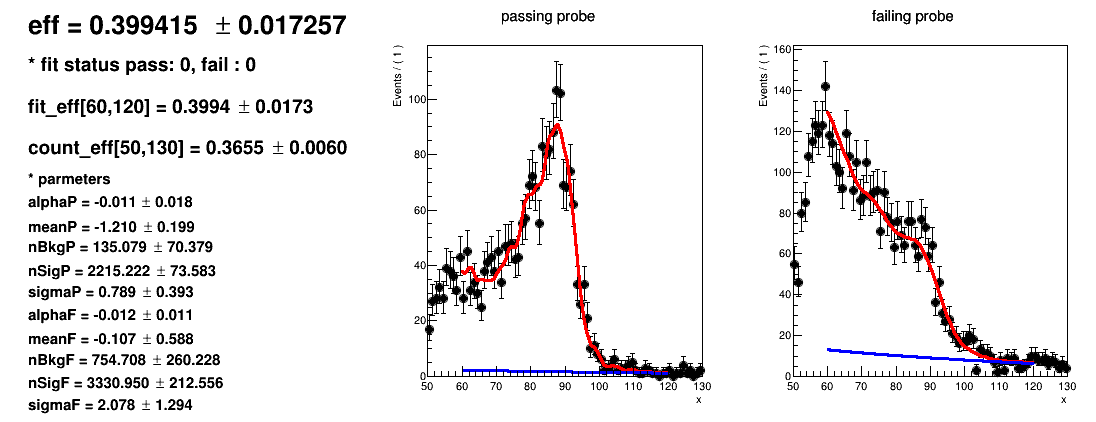 eff = 0.399415 ± 0.017257
* fit status pass: 0, fail : 0
fit_eff[60,120] = 0.3994 ± 0.0173
count_eff[50,130] = 0.3655 ± 0.0060
* parmeters
alphaP = -0.011 ± 0.018
meanP = -1.210 ± 0.199
nBkgP = 135.079 ± 70.379
nSigP = 2215.222 ± 73.583
sigmaP = 0.789 ± 0.393
alphaF = -0.012 ± 0.011
meanF = -0.107 ± 0.588
nBkgF = 754.708 ± 260.228
nSigF = 3330.950 ± 212.556
sigmaF = 2.078 ± 1.294
passing probe
Events / ( 1 )
100
80
60
40
20
0
50 60 70 80 90 100 110 120 130
x
failing probe
Events / ( 1 )
160
140
120
100
80
60
40
20
0
50 60 70 80 90 100 110 120 130
x